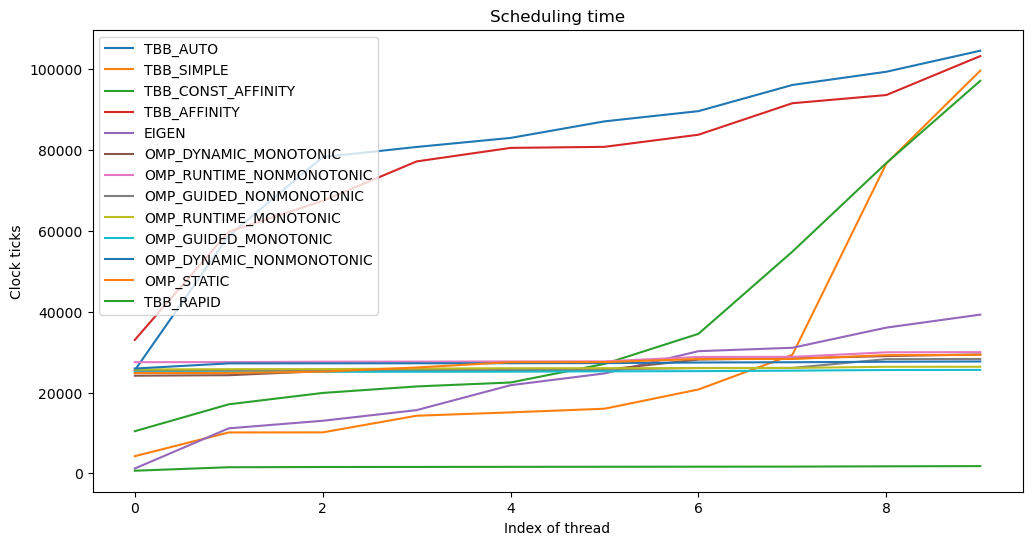 Scheduling time
TBB_AUTO
TBB_SIMPLE
TBB_CONST_AFFINITY
TBB_AFFINITY
EIGEN
OMP_DYNAMIC_MONOTONIC
OMP_RUNTIME_NONMONOTONIC
OMP_GUIDED_NONMONOTONIC
OMP_RUNTIME_MONOTONIC
OMP_GUIDED_MONOTONIC
OMP_DYNAMIC_NONMONOTONIC
OMP_STATIC
TBB_RAPID
Clock ticks
100000
80000
60000
40000
20000
0
0 2 4 6 8
Index of thread